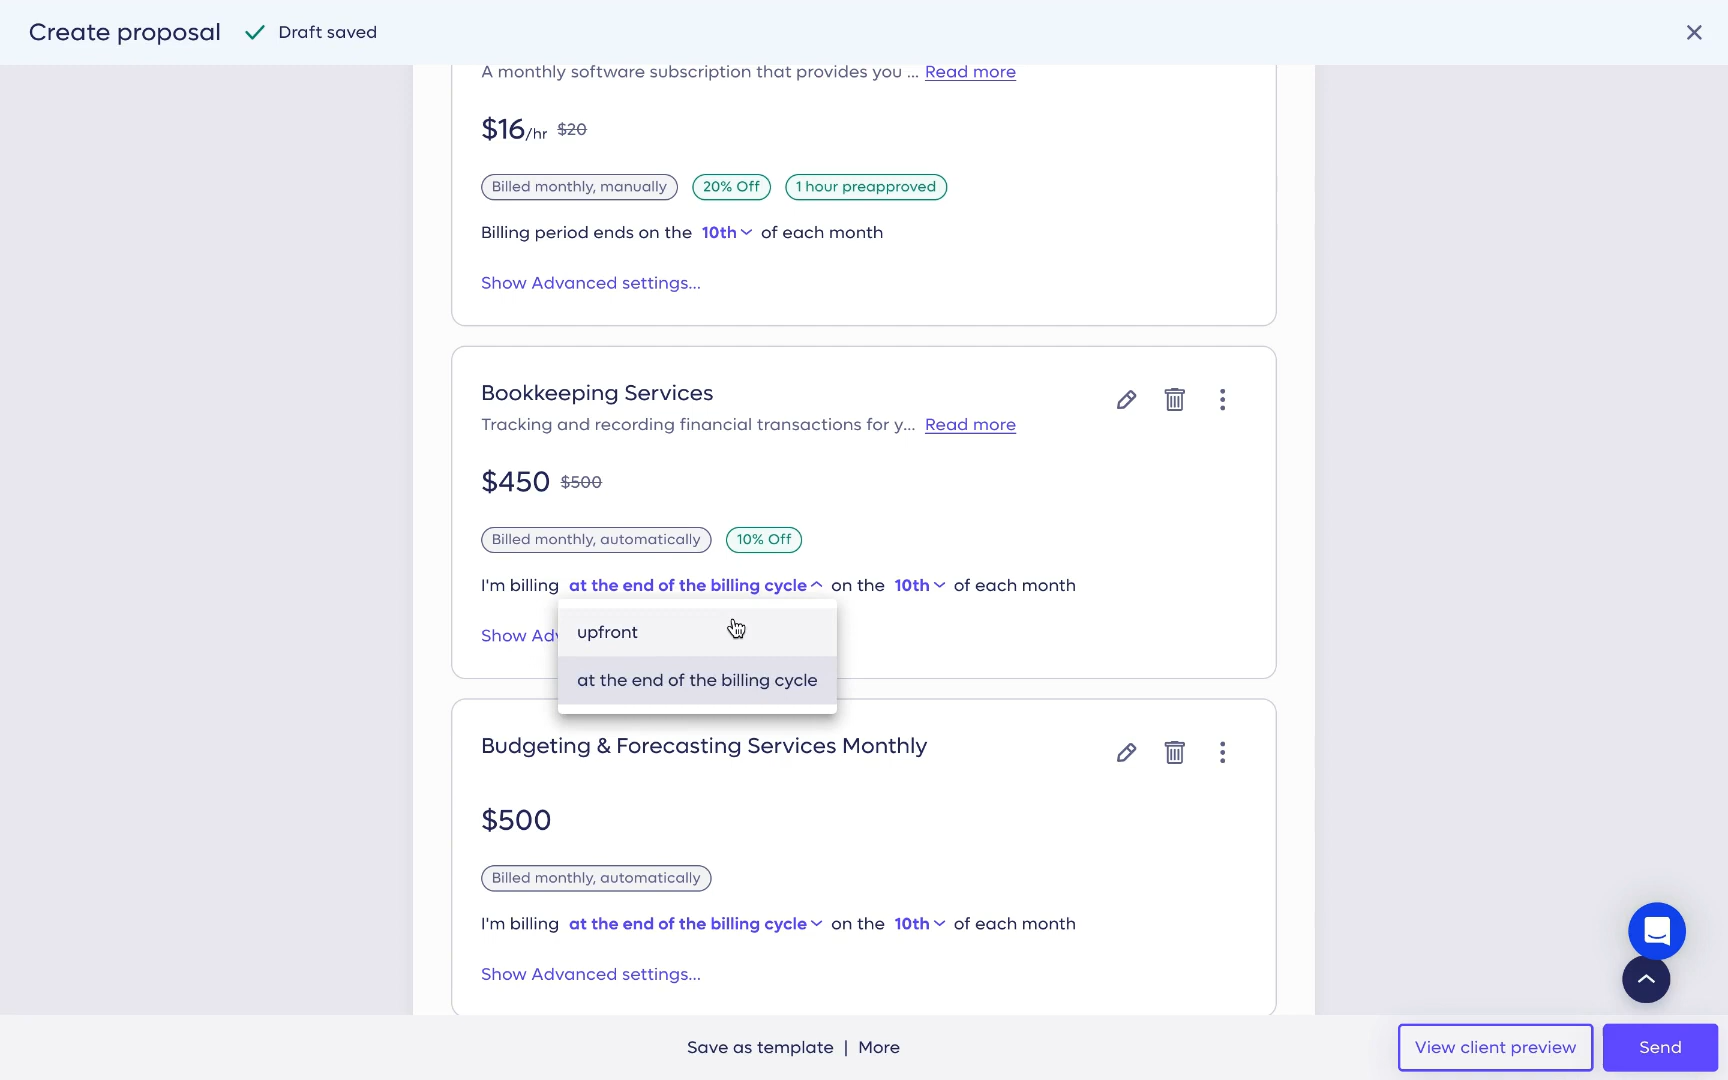 Create proposal Draft saved
A monthly software subscription that provides you ... Read more
$16/hr $20
Billed monthly, manually 20% Off 1 hour preapproved
Billing period ends on the 10th of each month
Show Advanced settings...
Bookkeeping Services
Tracking and recording financial transactions for y... Read more
$450 $500
Billed monthly, automatically 10% Off
I'm billing at the end of the billing cycle on the 10th of each month
upfront
Show Adv
at the end of the billing cycle
Budgeting & Forecasting Services Monthly
$500
Billed monthly, automatically
I'm billing at the end of the billing cycle on the 10th of each month
Show Advanced settings...
Save as template | More
View client preview
Send